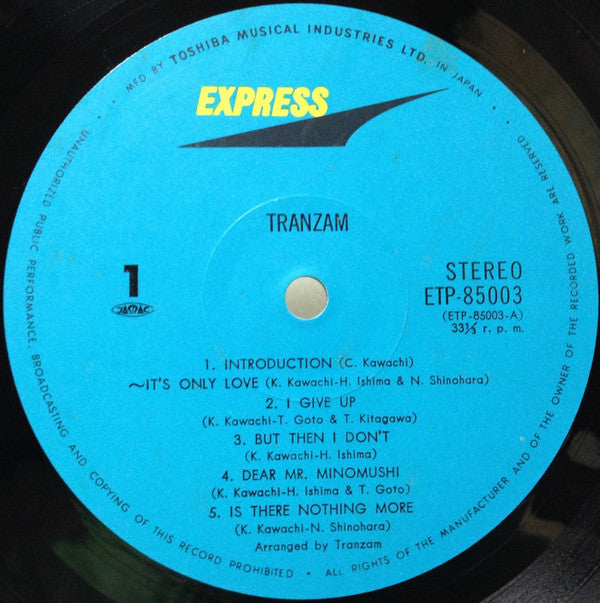 MFD. BY TOSHIBA MUSICAL INDUSTRIES LTD. IN JAPAN
EXPRESS
TRANZAM
1
JASRAC
STEREO
ETP-85003
(ETP-85003-A)
33⅓ r. p. m.
1. INTRODUCTION (C. Kawachi)
~IT'S ONLY LOVE (K. Kawachi-H. Ishima & N. Shinohara)
2. I GIVE UP
(K. Kawachi-T. Goto & T. Kitagawa)
3. BUT THEN I DON'T
(K. Kawachi-H. Ishima)
4. DEAR MR. MINOMUSHI
(K. Kawachi-H. Ishima & T. Goto)
5. IS THERE NOTHING MORE
(K. Kawachi-N. Shinohara)
Arranged by Tranzam
UNAUTHORIZED PUBLIC PERFORMANCE, BROADCASTING AND COPYING OF THIS RECORD PROHIBITED • ALL RIGHTS OF THE MANUFACTURER AND OF THE OWNER OF THE RECORDED WORK ARE RESERVED